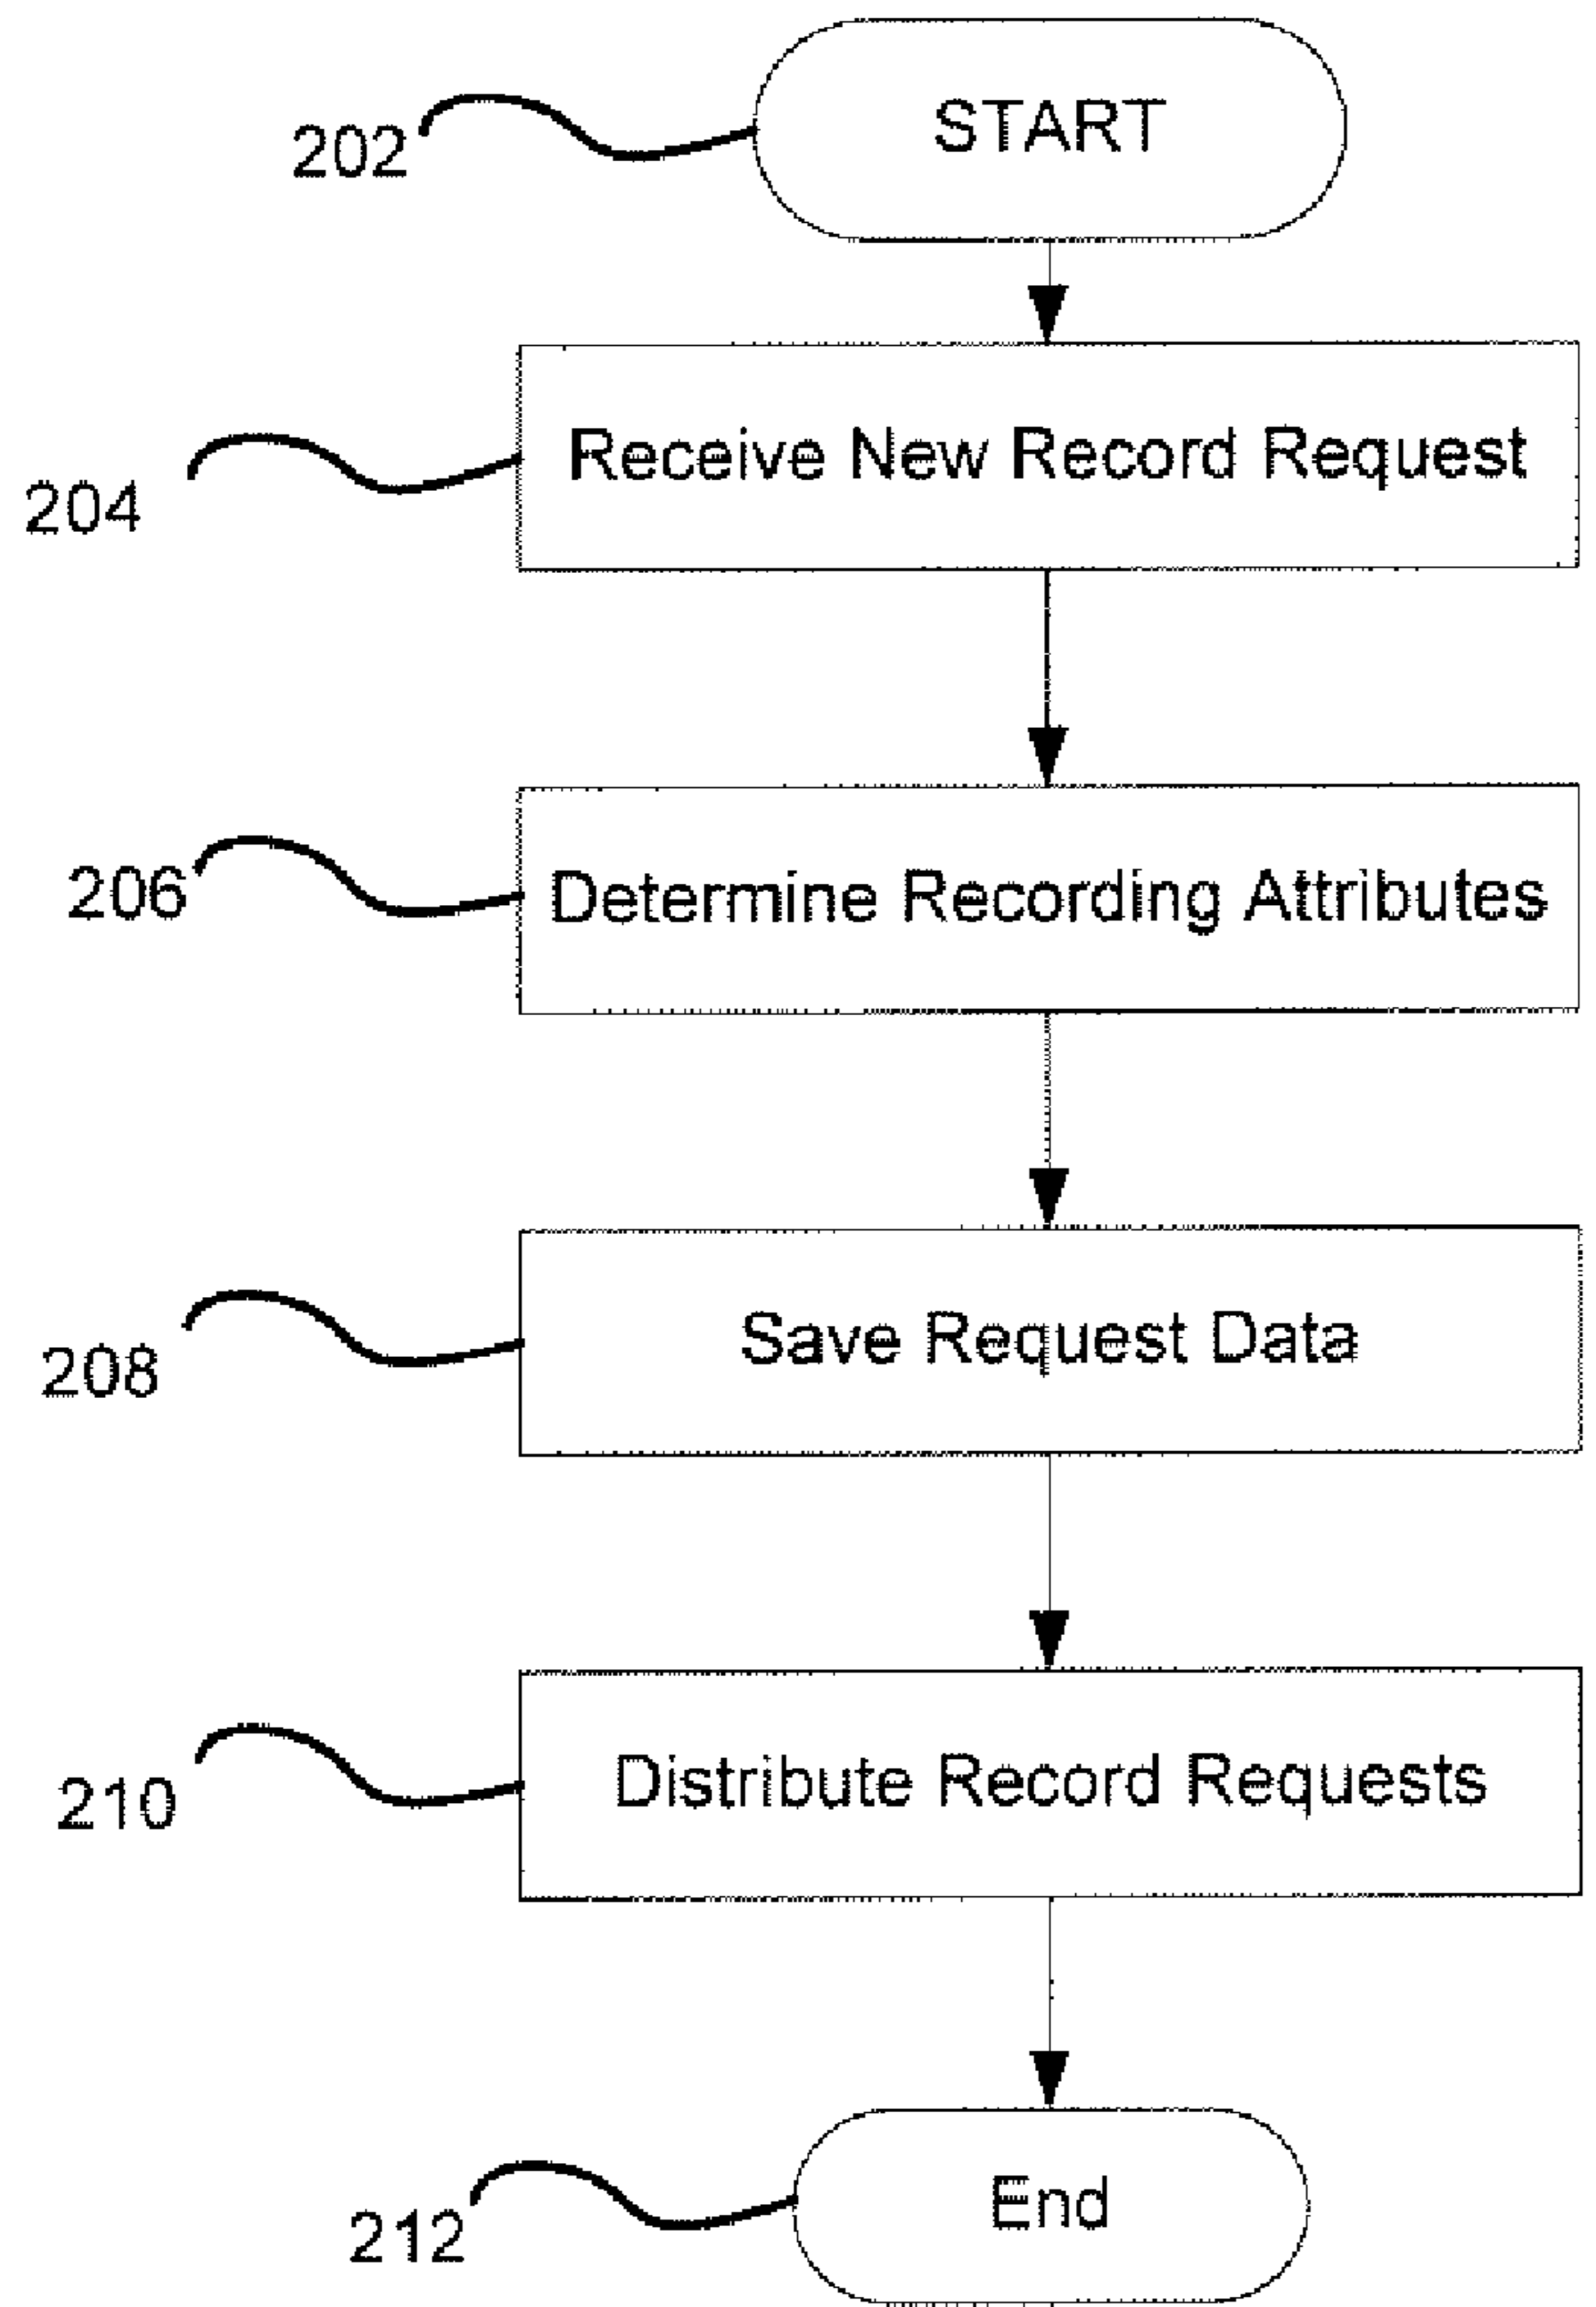 START
202
Receive New Record Request
204
Determine Recording Attributes
206
Save Request Data
208
Distribute Record Requests
210
End
212